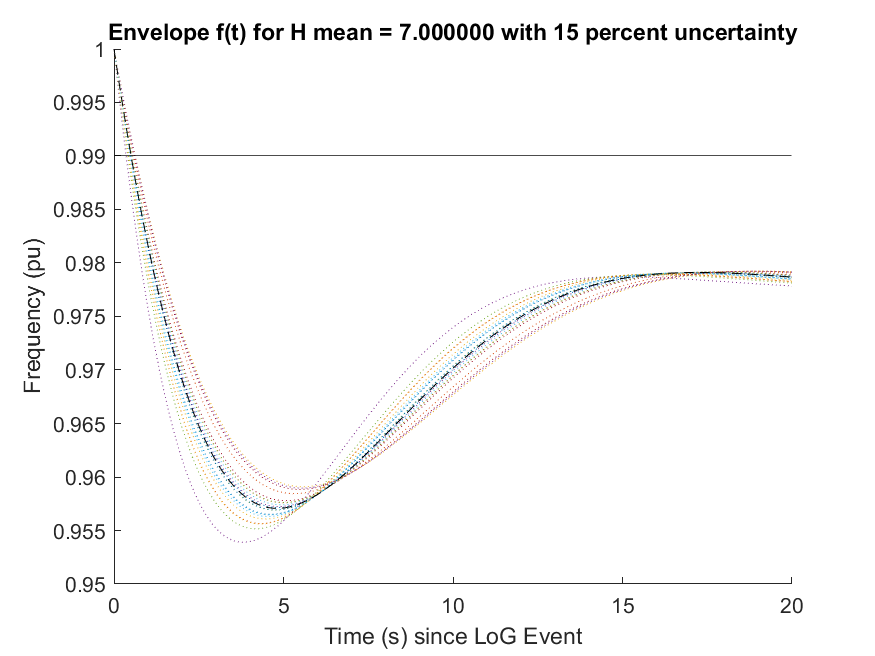 Envelope f(t) for H mean = 7.000000 with 15 percent uncertainty
1
0.995
0.99
0.985
0.98
0.975
0.97
0.965
0.96
0.955
0.95
Frequency (pu)
0 5 10 15 20
Time (s) since LoG Event